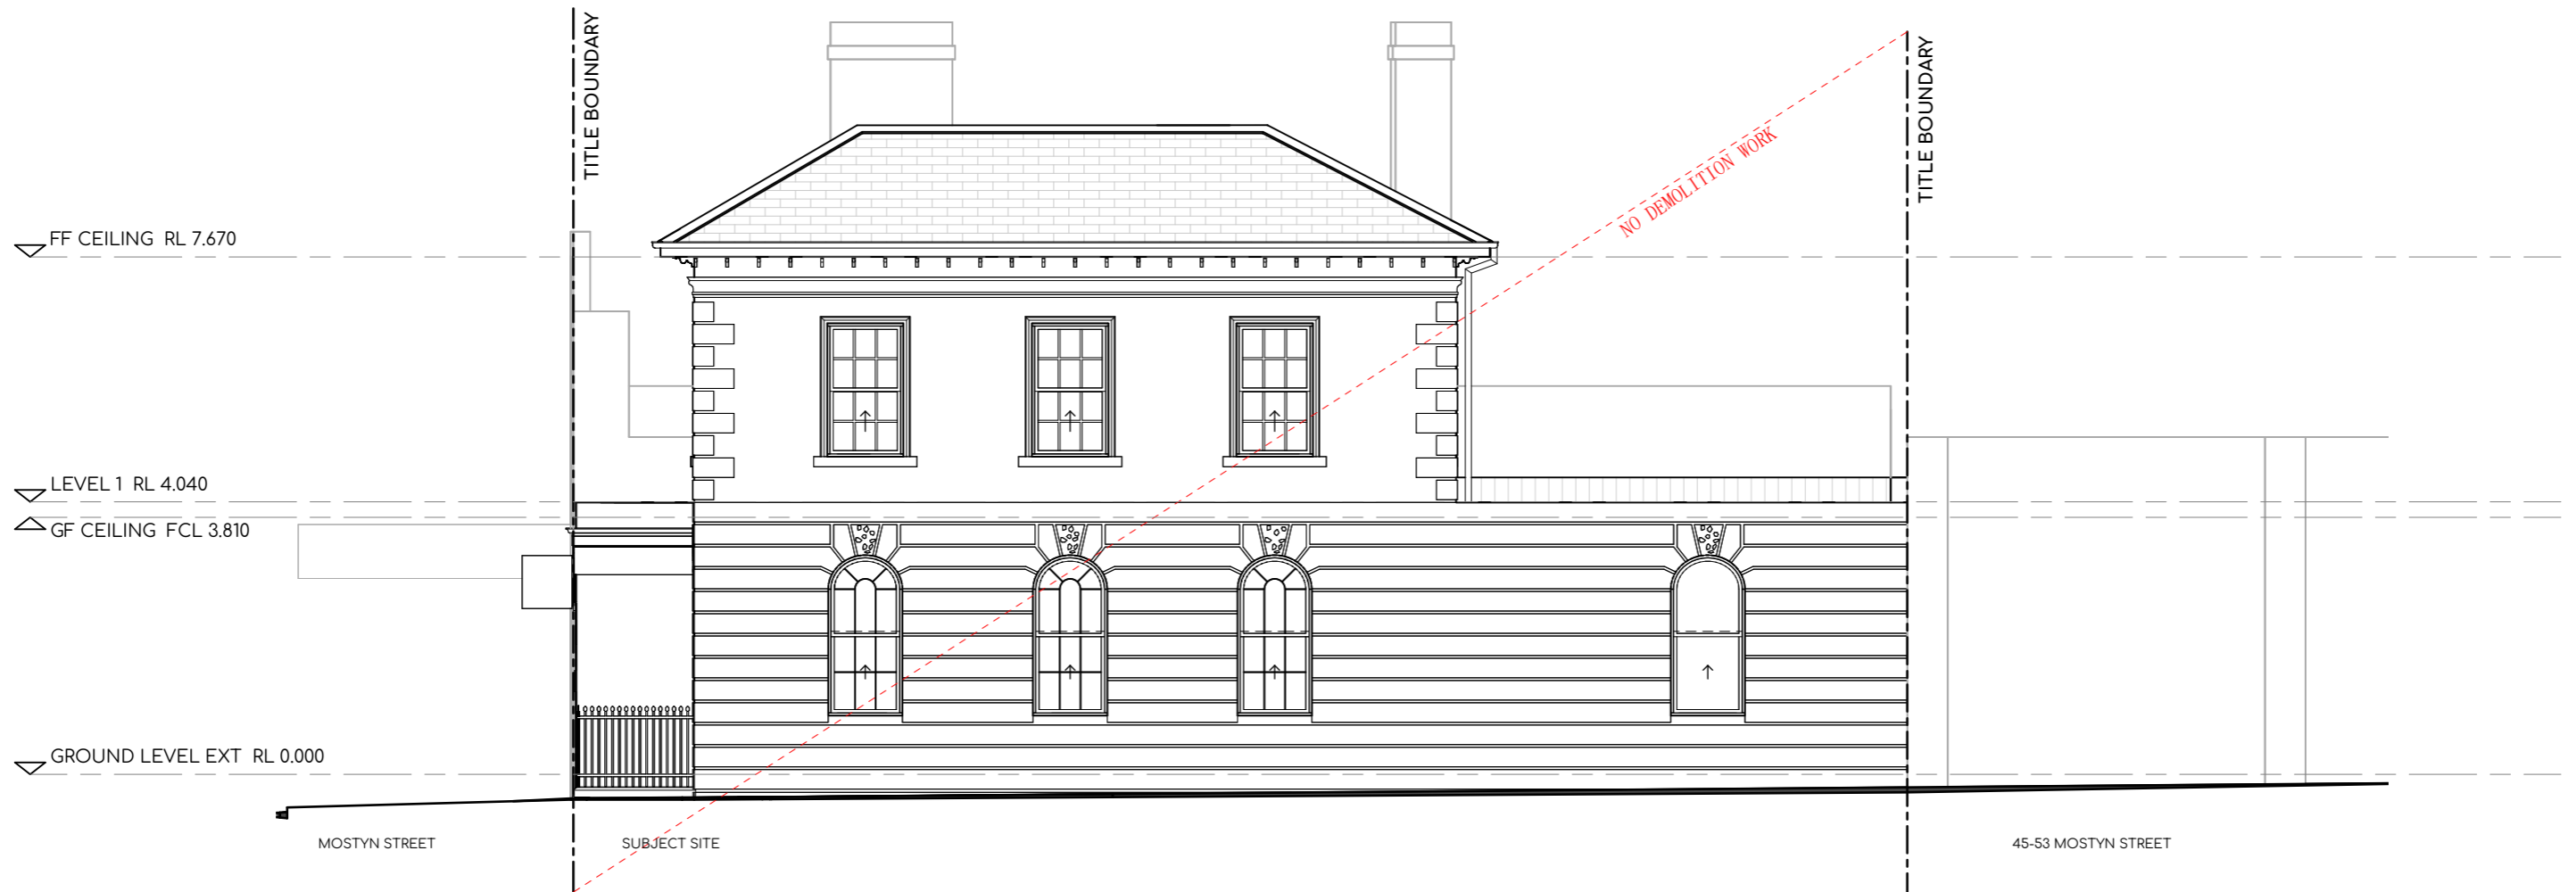 TITLE BOUNDARY
TITLE BOUNDARY
NO DEMOLITION WORK
FF CEILING RL 7.670
LEVEL 1 RL 4.040
GF CEILING FCL 3.810
GROUND LEVEL EXT RL 0.000
MOSTYN STREET
SUBJECT SITE
45-53 MOSTYN STREET